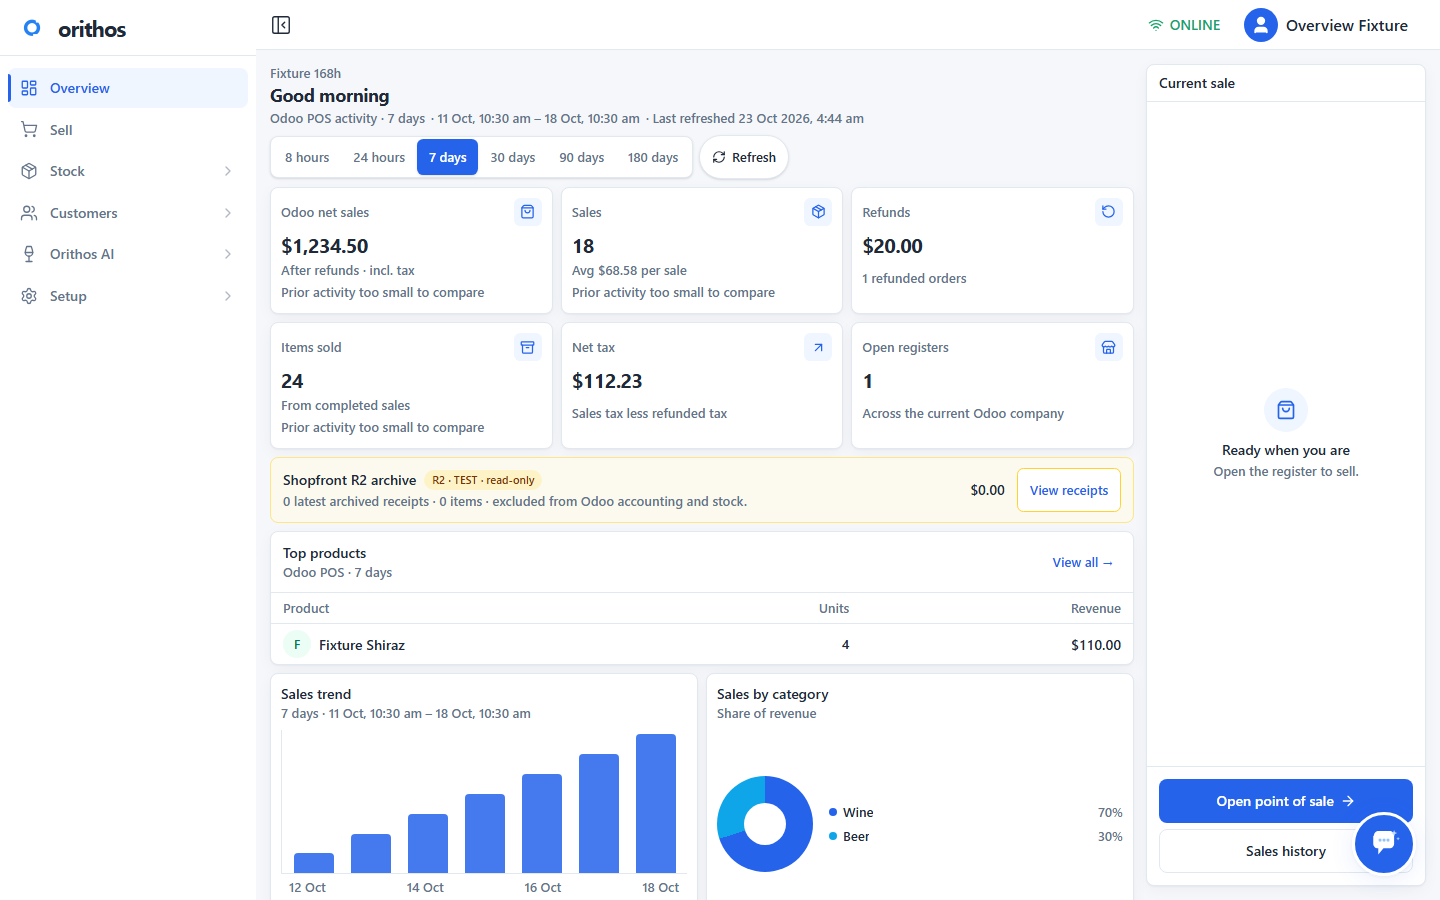 orithos
ONLINE
Overview Fixture
Overview
Sell
Stock
Customers
Orithos AI
Setup
Fixture 168h
Good morning
Odoo POS activity · 7 days · 11 Oct, 10:30 am – 18 Oct, 10:30 am · Last refreshed 23 Oct 2026, 4:44 am
8 hours 24 hours 7 days 30 days 90 days 180 days Refresh
Odoo net sales
$1,234.50
After refunds · incl. tax
Prior activity too small to compare
Sales
18
Avg $68.58 per sale
Prior activity too small to compare
Refunds
$20.00
1 refunded orders
Items sold
24
From completed sales
Prior activity too small to compare
Net tax
$112.23
Sales tax less refunded tax
Open registers
1
Across the current Odoo company
Shopfront R2 archive R2 · TEST · read-only
0 latest archived receipts · 0 items · excluded from Odoo accounting and stock.
$0.00 View receipts
Top products
Odoo POS · 7 days
View all →
Product Units Revenue
F Fixture Shiraz 4 $110.00
Sales trend
7 days · 11 Oct, 10:30 am – 18 Oct, 10:30 am
12 Oct 14 Oct 16 Oct 18 Oct
Sales by category
Share of revenue
Wine 70%
Beer 30%
Current sale
Ready when you are
Open the register to sell.
Open point of sale →
Sales history